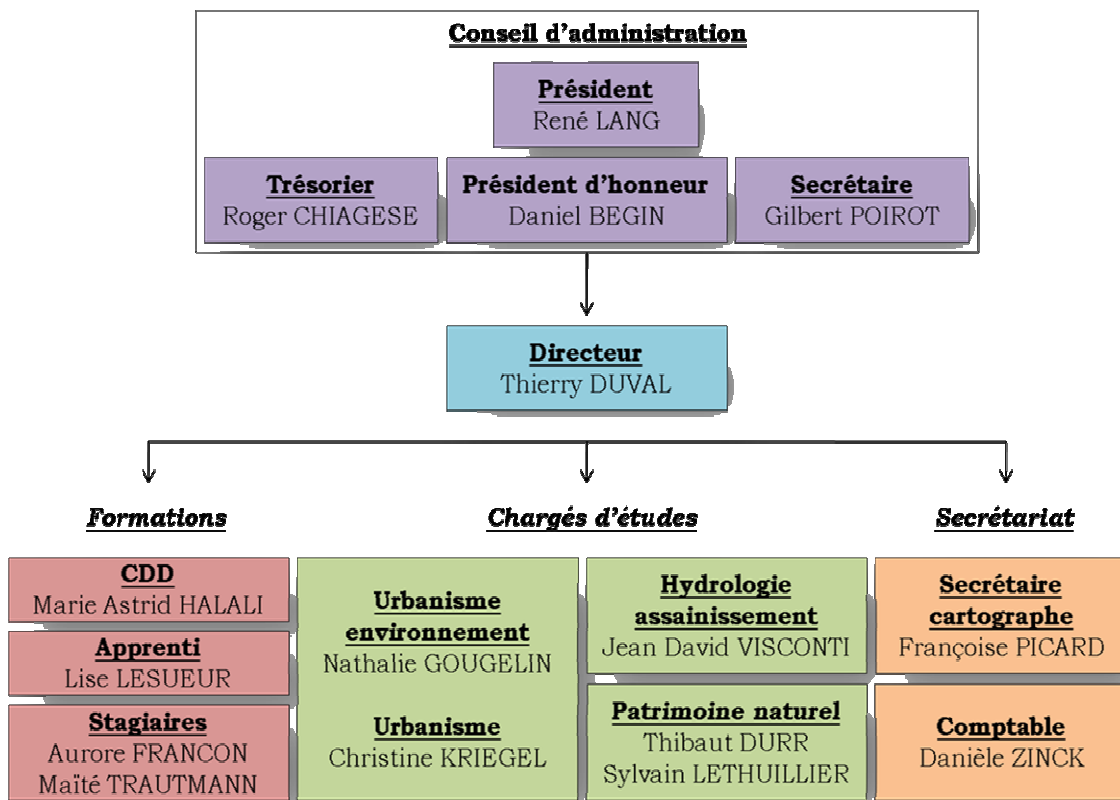 Conseil d'administration
Président
René LANG
Trésorier
Roger CHIAGESE
Président d'honneur
Daniel BEGIN
Secrétaire
Gilbert POIROT
Directeur
Thierry DUVAL
Formations
CDD
Marie Astrid HALALI
Apprenti
Lise LESUEUR
Stagiaires
Aurore FRANCON
Maïté TRAUTMANN
Chargés d'études
Urbanisme
environnement
Nathalie GOUGELIN
Urbanisme
Christine KRIEGEL
Hydrologie
assainissement
Jean David VISCONTI
Patrimoine naturel
Thibaut DURR
Sylvain LETHUILLIER
Secrétariat
Secrétaire
cartographe
Françoise PICARD
Comptable
Danièle ZINCK